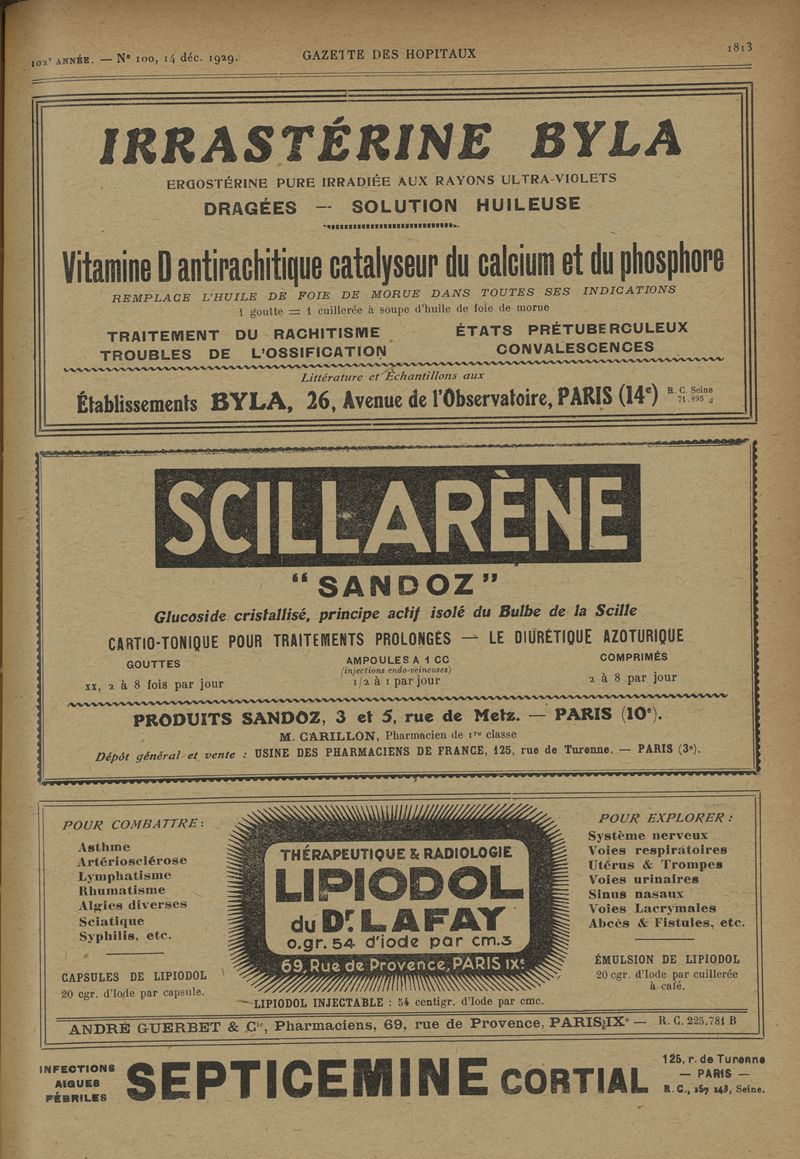 102e ANNÉE. — N° 100, 14 déc. 1929. GAZETTE DES HOPITAUX 1813
IRRASTÉRINE BYLA
ERGOSTÉRINE PURE IRRADIÉE AUX RAYONS ULTRA-VIOLETS
DRAGÉES — SOLUTION HUILEUSE
Vitamine D antirachitique catalyseur du calcium et du phosphore
REMPLACE L'HUILE DE FOIE DE MORUE DANS TOUTES SES INDICATIONS
1 goutte = 1 cuillerée à soupe d'huile de foie de morue
TRAITEMENT DU RACHITISME
TROUBLES DE L'OSSIFICATION
ÉTATS PRÉTUBERCULEUX
CONVALESCENCES
Littérature et Échantillons aux
Établissements BYLA, 26, Avenue de l'Observatoire, PARIS (14e) R. C. Seine 71.895
SCILLARÈNE
"SANDOZ"
Glucoside cristallisé, principe actif isolé du Bulbe de la Scille
CARTIO-TONIQUE POUR TRAITEMENTS PROLONGÉS — LE DIURÉTIQUE AZOTURIQUE
GOUTTES
xx, 2 à 8 fois par jour
AMPOULES A 1 CC
(injections endo-veineuses)
1/2 à 1 par jour
COMPRIMÉS
2 à 8 par jour
PRODUITS SANDOZ, 3 et 5, rue de Metz. — PARIS (10e).
M. CARILLON, Pharmacien de 1re classe
Dépôt général et vente : USINE DES PHARMACIENS DE FRANCE, 125, rue de Turenne. — PARIS (3e).
POUR COMBATTRE :
Asthme
Artériosclérose
Lymphatisme
Rhumatisme
Algies diverses
Sciatique
Syphilis, etc.
CAPSULES DE LIPIODOL
20 cgr. d'Iode par capsule.
THÉRAPEUTIQUE & RADIOLOGIE
LIPIODOL
du Dr. LAFAY
0.gr. 54 d'iode par cm.3
69, Rue de Provence, PARIS IXe
LIPIODOL INJECTABLE : 54 centigr. d'Iode par cmc.
POUR EXPLORER :
Système nerveux
Voies respiratoires
Utérus & Trompes
Voies urinaires
Sinus nasaux
Voies Lacrymales
Abcès & Fistules, etc.
ÉMULSION DE LIPIODOL
20 cgr. d'Iode par cuillerée
à café.
ANDRÉ GUERBET & Cie, Pharmaciens, 69, rue de Provence, PARIS IXe — R. C. 225.781 B
INFECTIONS
AIGUES
FÉBRILES
SEPTICEMINE CORTIAL
125, r. de Turenne
— PARIS —
R. C., 157 143, Seine.